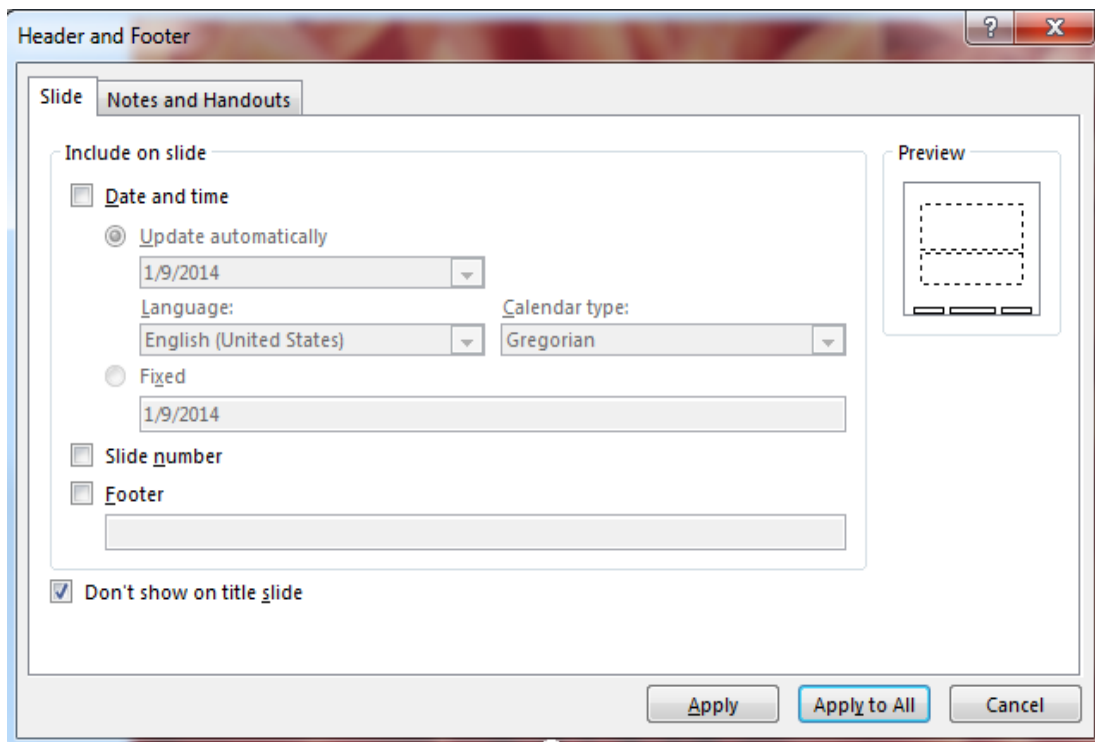 Header and Footer
Slide Notes and Handouts
Include on slide
Preview
Date and time
Update automatically
1/9/2014
Language: Calendar type:
English (United States) Gregorian
Fixed
1/9/2014
Slide number
Footer
Don't show on title slide
Apply Apply to All Cancel